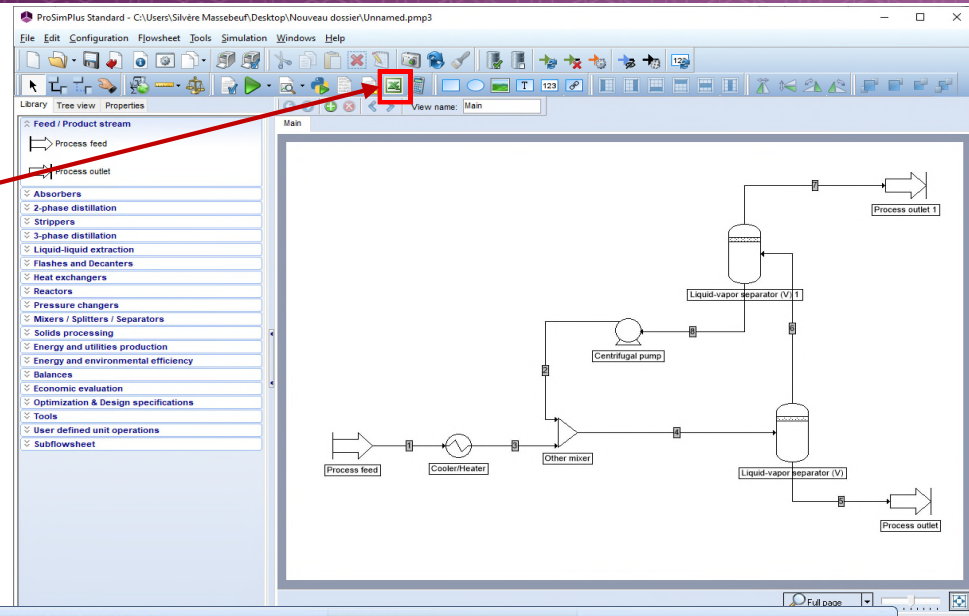 ProSimPlus Standard - C:\Users\Silvère Massebeuf\Desktop\Nouveau dossier\Unnamed.pmp3
File Edit Configuration Flowsheet Tools Simulation Windows Help
T 123
Library Tree view Properties
View name: Main
Feed / Product stream
Process feed
Process outlet
Absorbers
2-phase distillation
Strippers
3-phase distillation
Liquid-liquid extraction
Flashes and Decanters
Heat exchangers
Reactors
Pressure changers
Mixers / Splitters / Separators
Solids processing
Energy and utilities production
Energy and environmental efficiency
Balances
Economic evaluation
Optimization & Design specifications
Tools
User defined unit operations
Subflowsheet
Main
7
Process outlet 1
Liquid-vapor separator (V) 1
8
6
Centrifugal pump
2
1
3
4
Process feed
Cooler/Heater
Other mixer
Liquid-vapor separator (V)
5
Process outlet
Full page